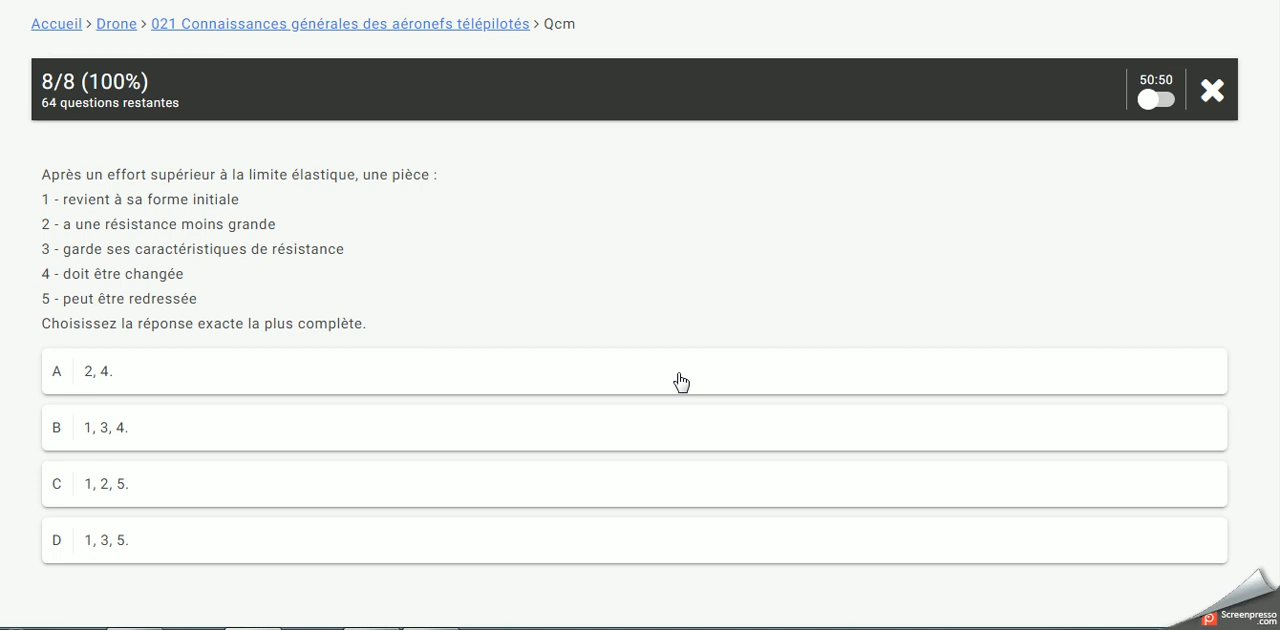 Accueil > Drone > 021 Connaissances générales des aéronefs télépilotés > Qcm
8/8 (100%)
64 questions restantes
50:50
Après un effort supérieur à la limite élastique, une pièce :
1 - revient à sa forme initiale
2 - a une résistance moins grande
3 - garde ses caractéristiques de résistance
4 - doit être changée
5 - peut être redressée
Choisissez la réponse exacte la plus complète.
A 2, 4.
B 1, 3, 4.
C 1, 2, 5.
D 1, 3, 5.
Screenpresso
.com